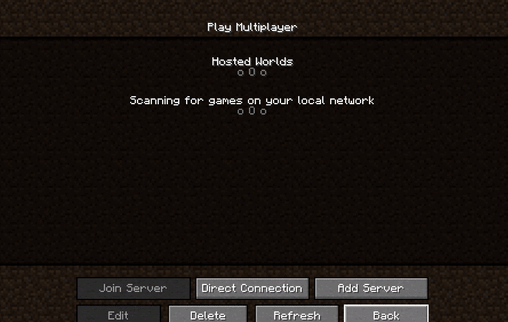 Play Multiplayer
Hosted Worlds
o O o
Scanning for games on your local network
o O o
Join Server Direct Connection Add Server
Edit Delete Refresh Back